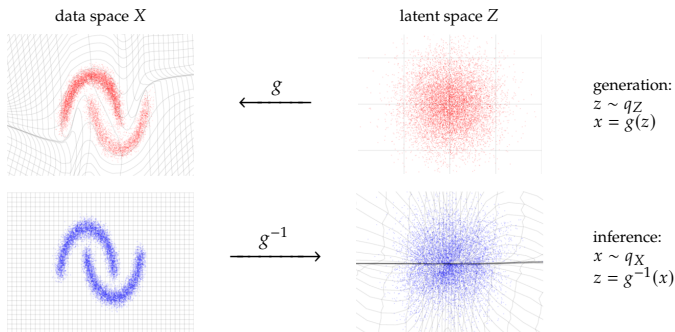 data space X
latent space Z
g
generation:
z ∼ q_Z
x = g(z)
g⁻¹
inference:
x ∼ q_X
z = g⁻¹(x)